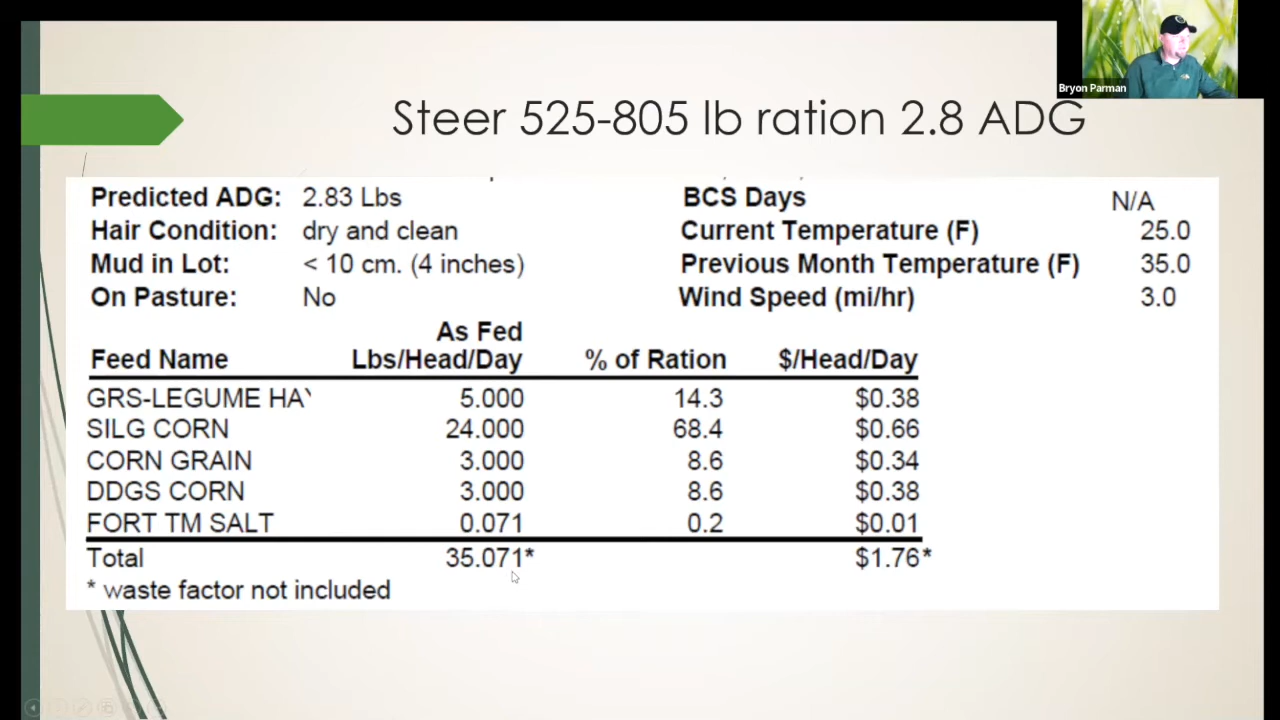 Bryon Parman
Steer 525-805 lb ration 2.8 ADG
Predicted ADG: 2.83 Lbs BCS Days N/A
Hair Condition: dry and clean Current Temperature (F) 25.0
Mud in Lot: < 10 cm. (4 inches) Previous Month Temperature (F) 35.0
On Pasture: No Wind Speed (mi/hr) 3.0
As Fed
Feed Name Lbs/Head/Day % of Ration $/Head/Day
GRS-LEGUME HA 5.000 14.3 $0.38
SILG CORN 24.000 68.4 $0.66
CORN GRAIN 3.000 8.6 $0.34
DDGS CORN 3.000 8.6 $0.38
FORT TM SALT 0.071 0.2 $0.01
Total 35.071* $1.76*
* waste factor not included